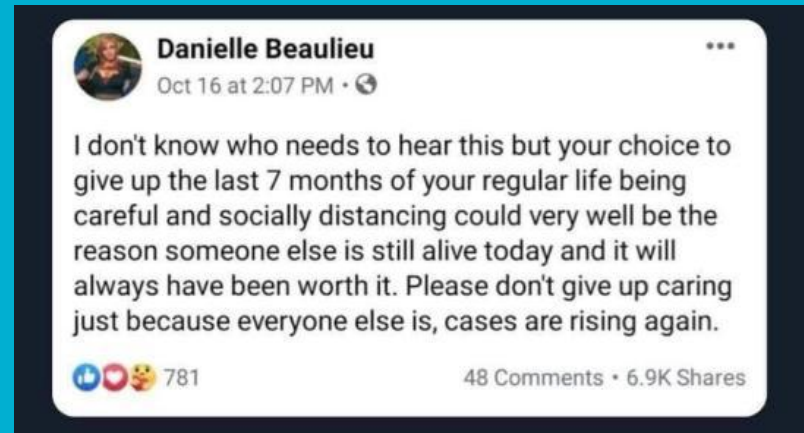 Danielle Beaulieu
Oct 16 at 2:07 PM •
I don't know who needs to hear this but your choice to
give up the last 7 months of your regular life being
careful and socially distancing could very well be the
reason someone else is still alive today and it will
always have been worth it. Please don't give up caring
just because everyone else is, cases are rising again.
781 48 Comments • 6.9K Shares